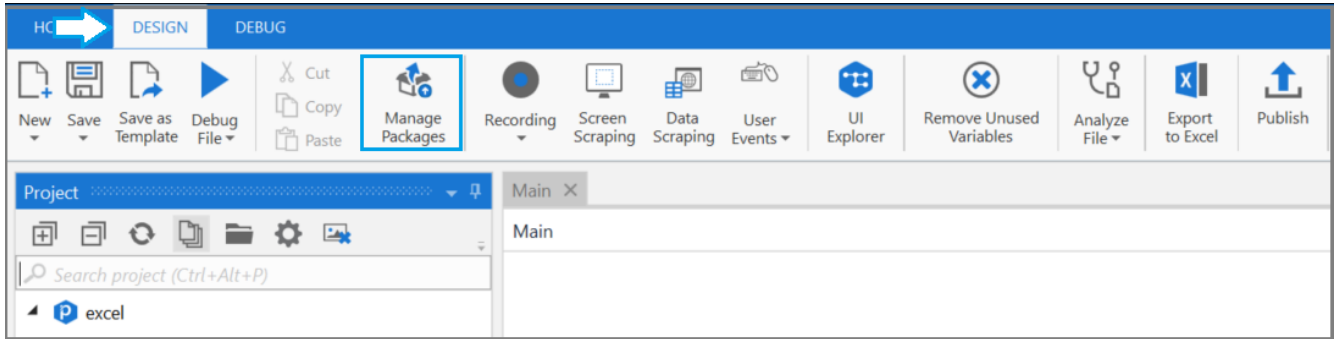 HO DESIGN DEBUG
Cut
Copy
Paste
New Save Save as Template Debug File Manage Packages Recording Screen Scraping Data Scraping User Events UI Explorer Remove Unused Variables Analyze File Export to Excel Publish
Project
Main
Main
Search project (Ctrl+Alt+P)
excel